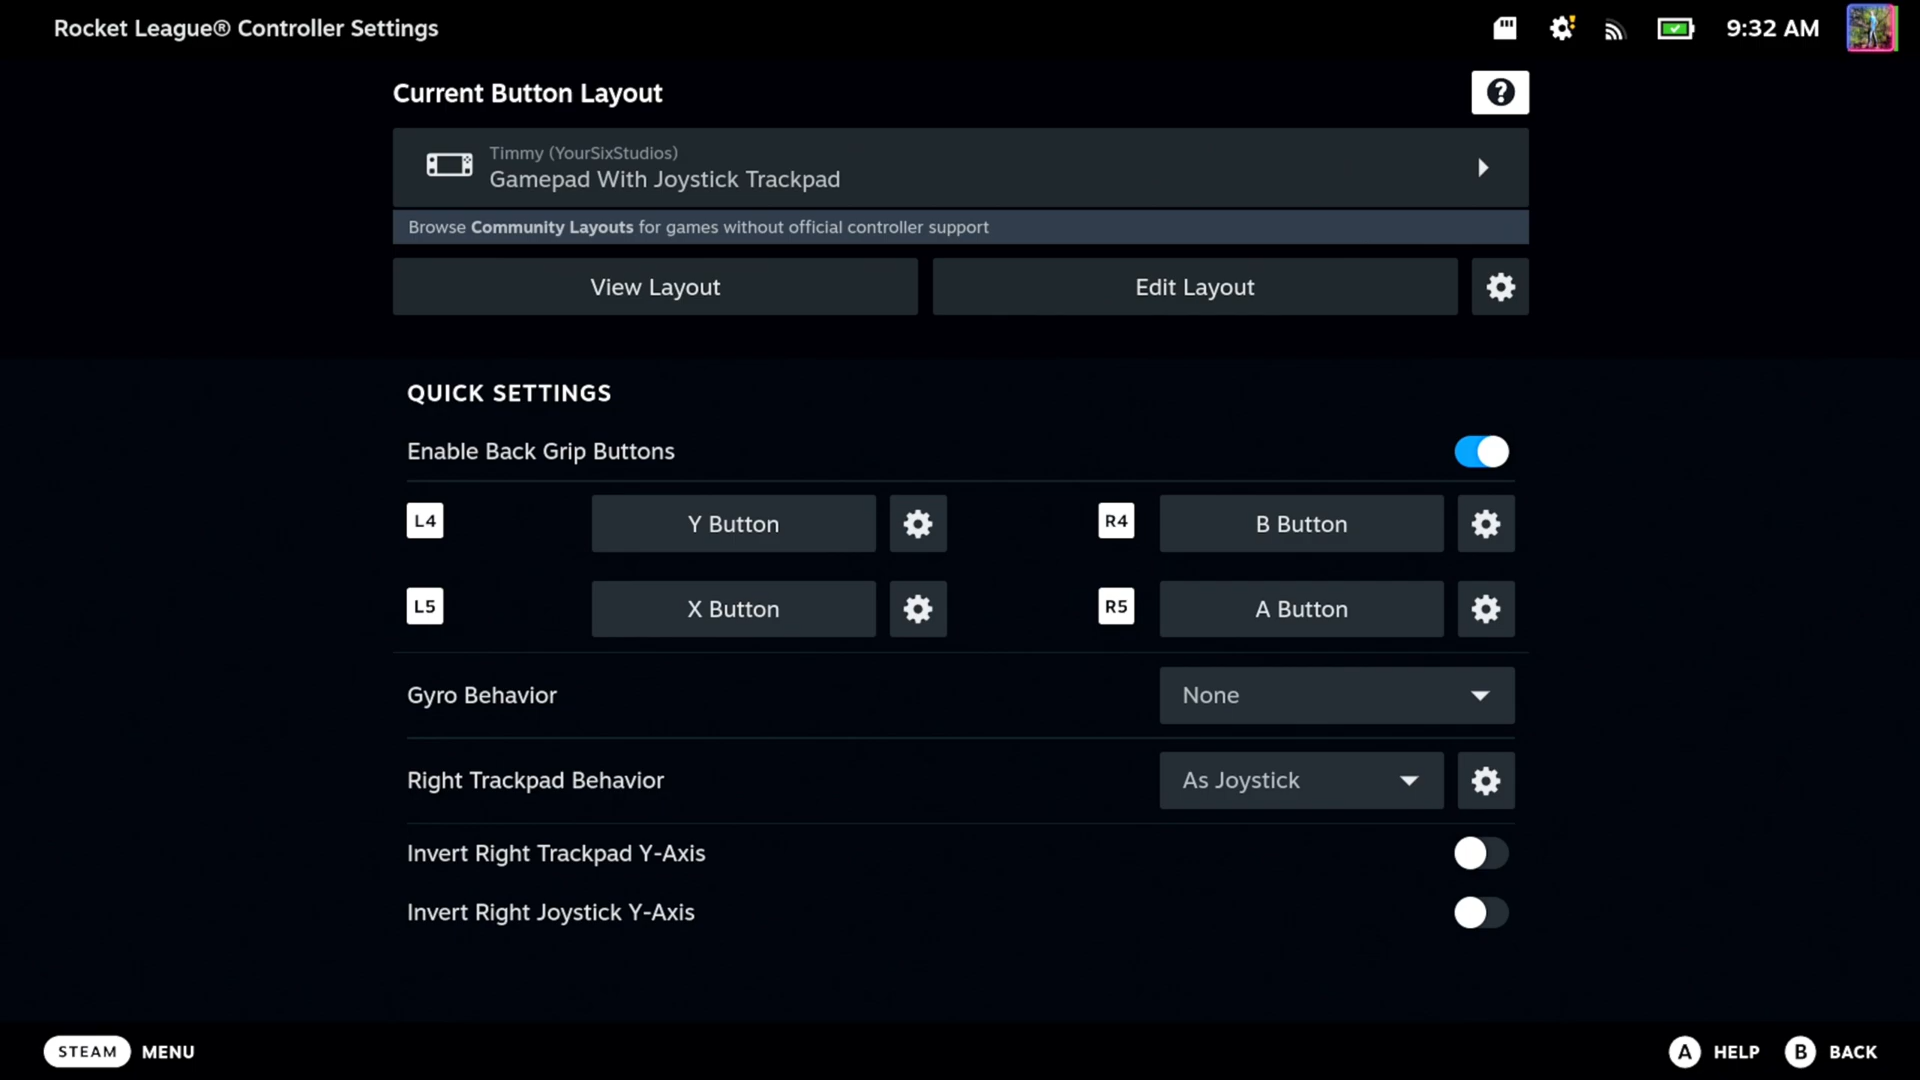 Rocket League® Controller Settings
9:32 AM
Current Button Layout
?
Timmy (YourSixStudios)
Gamepad With Joystick Trackpad
Browse Community Layouts for games without official controller support
View Layout
Edit Layout
QUICK SETTINGS
Enable Back Grip Buttons
L4 Y Button
R4 B Button
L5 X Button
R5 A Button
Gyro Behavior None
Right Trackpad Behavior As Joystick
Invert Right Trackpad Y-Axis
Invert Right Joystick Y-Axis
STEAM MENU
A HELP B BACK